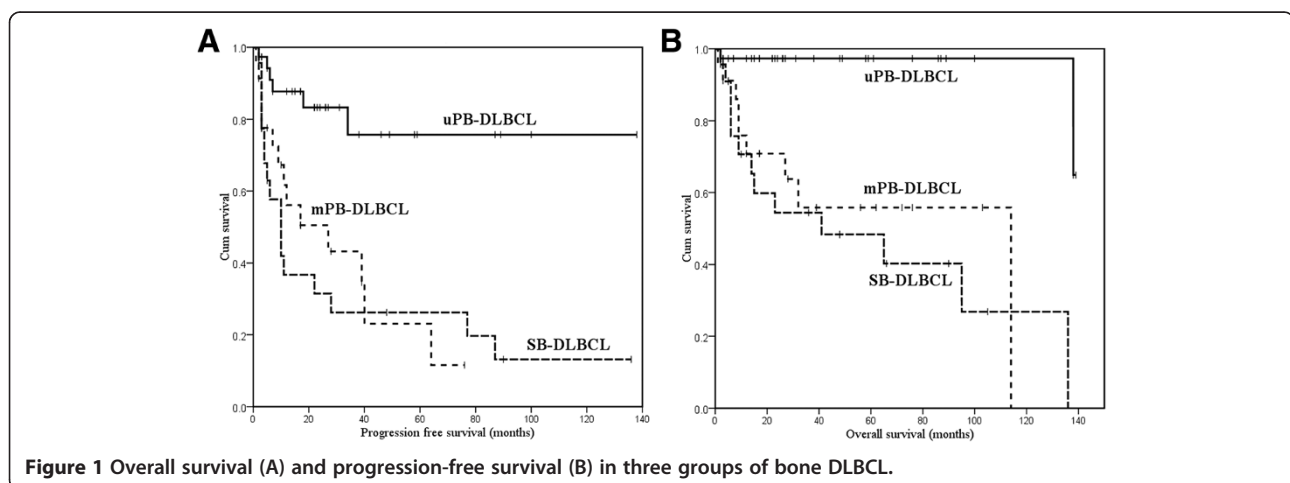 A
1.0
0.8
0.6
0.4
0.2
0.0
Cum survival
uPB-DLBCL
mPB-DLBCL
SB-DLBCL
0 20 40 60 80 100 120 140
Progression free survival (months)
B
1.0
0.8
0.6
0.4
0.2
0.0
Cum survival
uPB-DLBCL
mPB-DLBCL
SB-DLBCL
0 20 40 60 80 100 120 140
Overall survival (months)
Figure 1 Overall survival (A) and progression-free survival (B) in three groups of bone DLBCL.